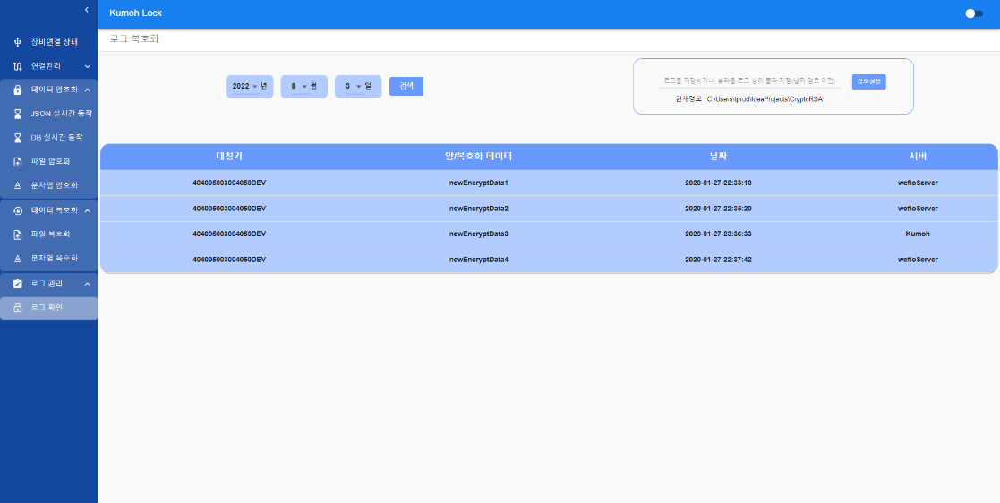 Kumoh Lock
장비연결 상태
연결관리
데이터 암호화
JSON 실시간 동작
DB 실시간 동작
파일 암호화
문자열 암호화
데이터 복호화
파일 복호화
문자열 복호화
로그 관리
로그 확인
로그 복호화
2022 년 8 월 3 일 검색
로그를 저장하거나, 불러올 로그 상위 폴더 지정(날짜 경로 이전) 경로설정
현재경로 : C:\Users\tprud\IdeaProjects\CryptoRSA
대칭키 암/복호화 데이터 날짜 서버
404005003004050DEV newEncryptData1 2020-01-27-22:33:10 wefloServer
404005003004050DEV newEncryptData2 2020-01-27-22:35:20 wefloServer
404005003004050DEV newEncryptData3 2020-01-27-23:36:33 Kumoh
404005003004050DEV newEncryptData4 2020-01-27-22:37:42 wefloServer